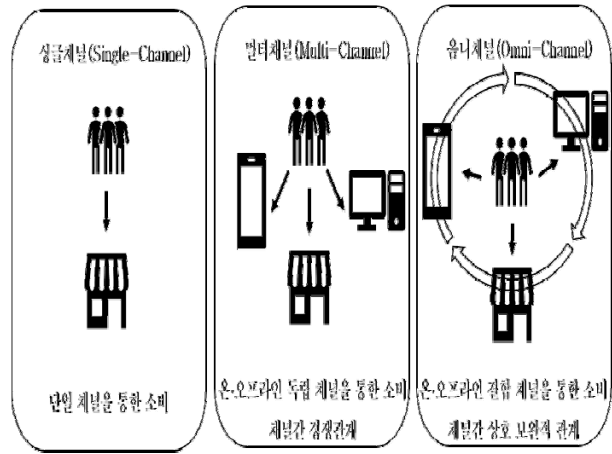 싱글채널(Single-Channel)
단일 채널을 통한 소비
멀티채널(Multi-Channel)
온·오프라인 독립 채널을 통한 소비
채널간 경쟁관계
옴니채널(Omni-Channel)
온·오프라인 결합 채널을 통한 소비
채널간 상호 보완적 관계